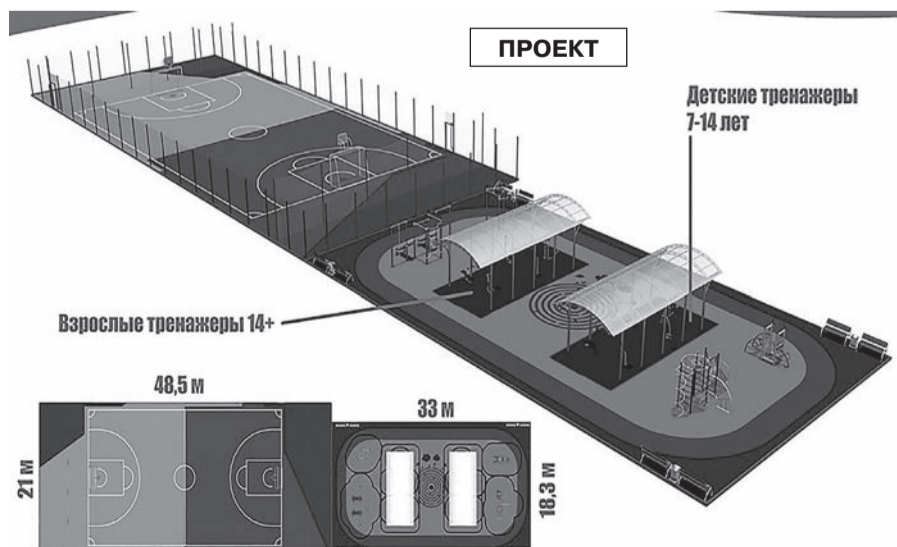 ПРОЕКТ
Детские тренажеры
7-14 лет
Взрослые тренажеры 14+
48,5 м
33 м
21 м
18,3 м